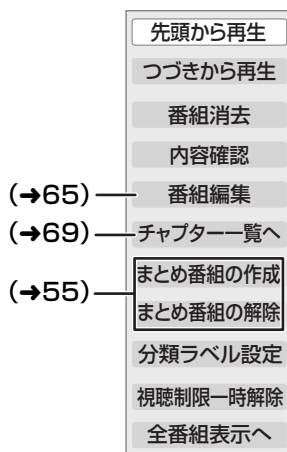 先頭から再生
つづきから再生
番組消去
内容確認
(➔65) 番組編集
(➔69) チャプター一覧へ
(➔55) まとめ番組の作成
まとめ番組の解除
分類ラベル設定
視聴制限一時解除
全番組表示へ